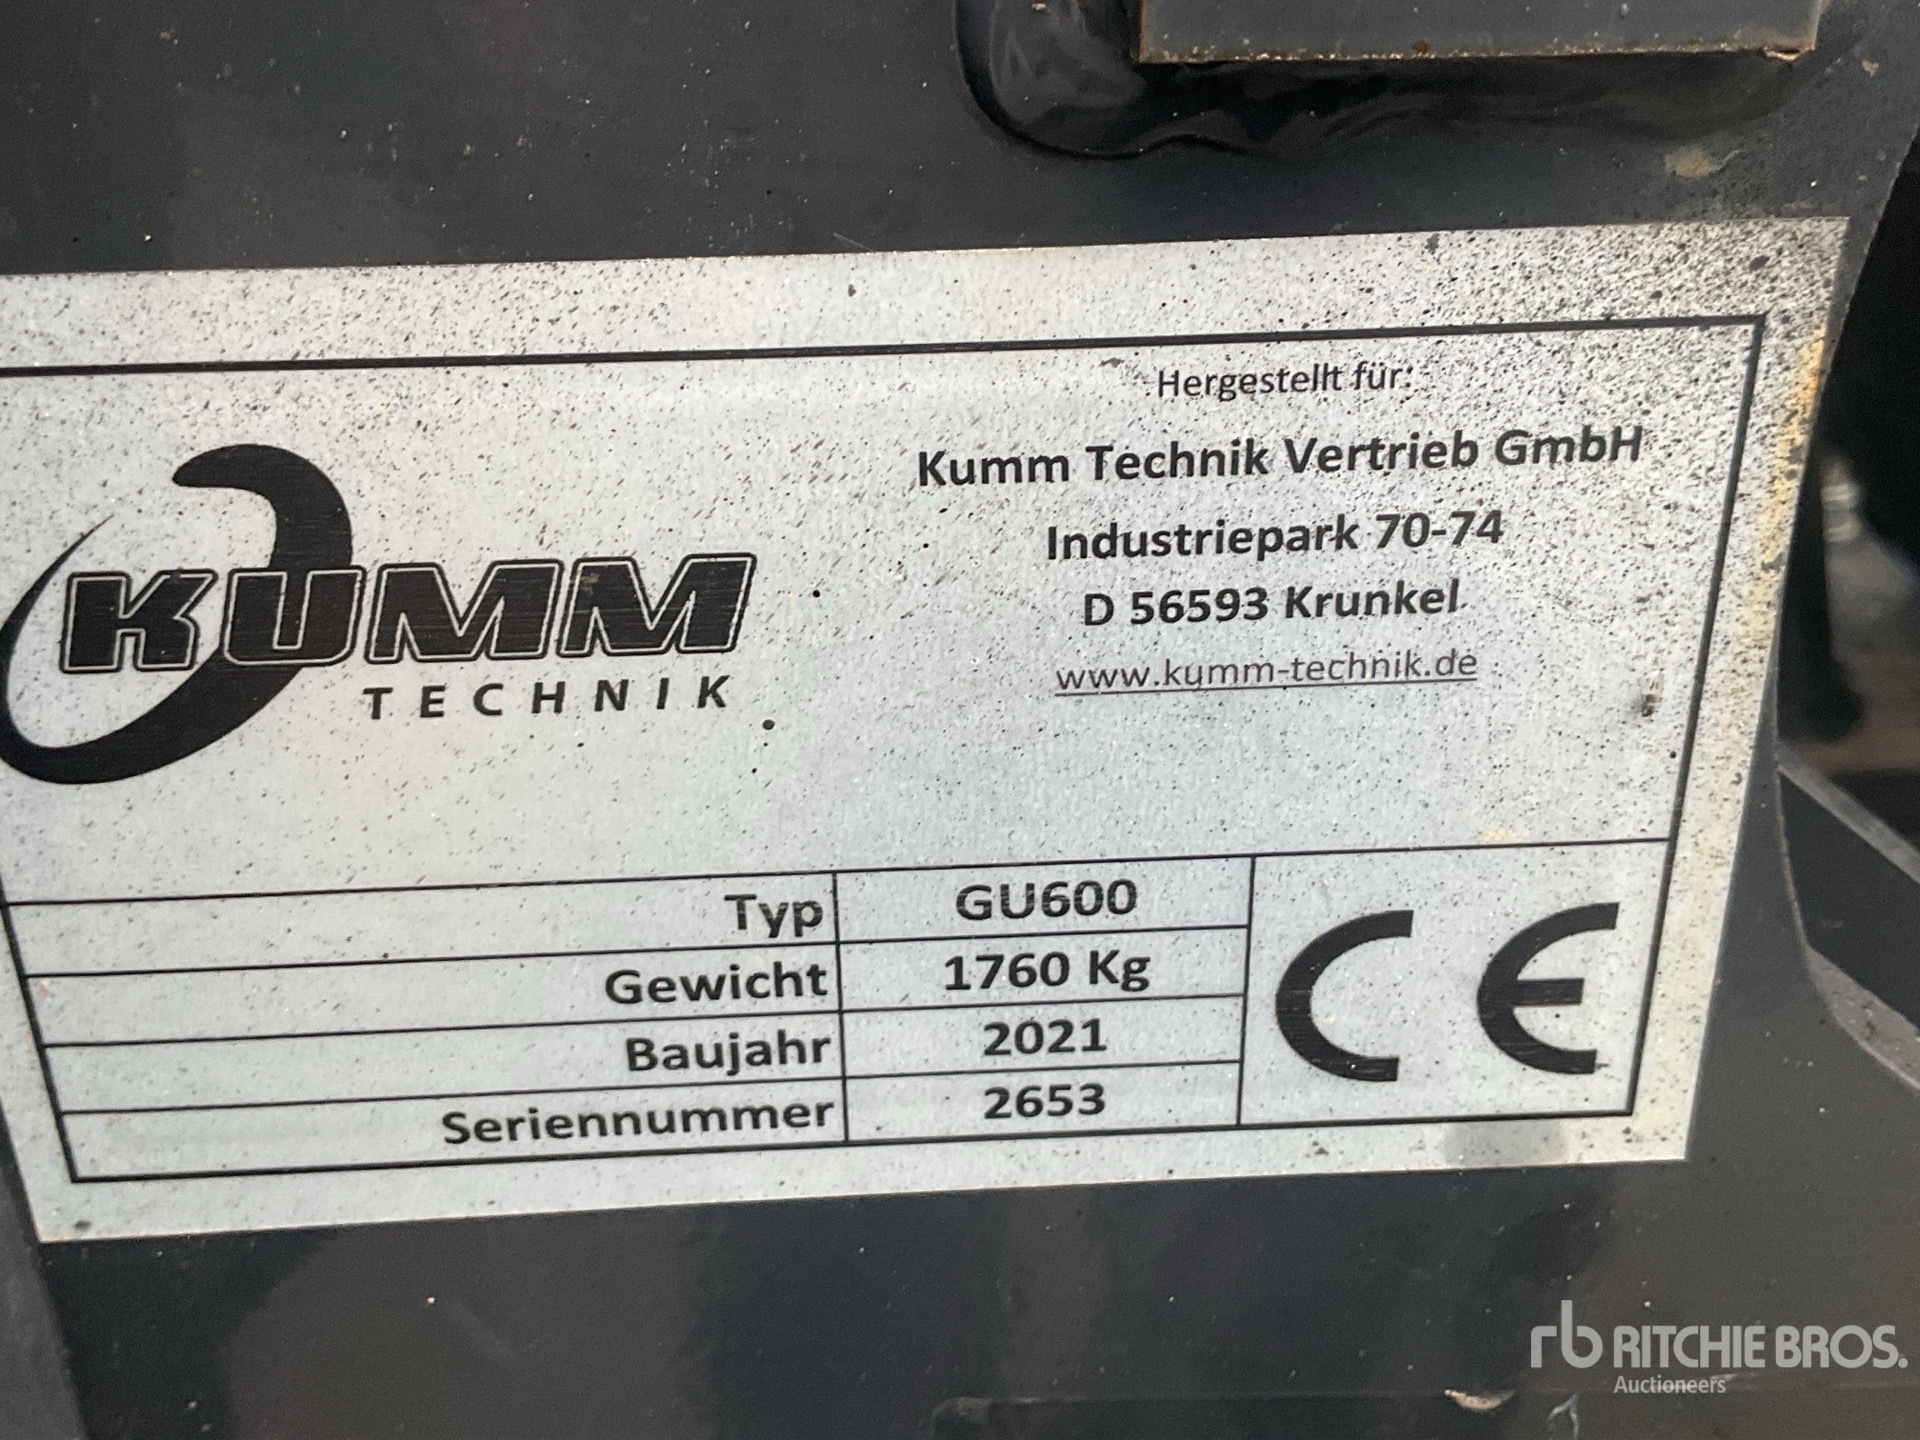 KUMM
TECHNIK
Hergestellt für:
Kumm Technik Vertrieb GmbH
Industriepark 70-74
D 56593 Krunkel
www.kumm-technik.de
Typ GU600
Gewicht 1760 Kg
Baujahr 2021
Seriennummer 2653
CE
rb RITCHIE BROS.
Auctioneers